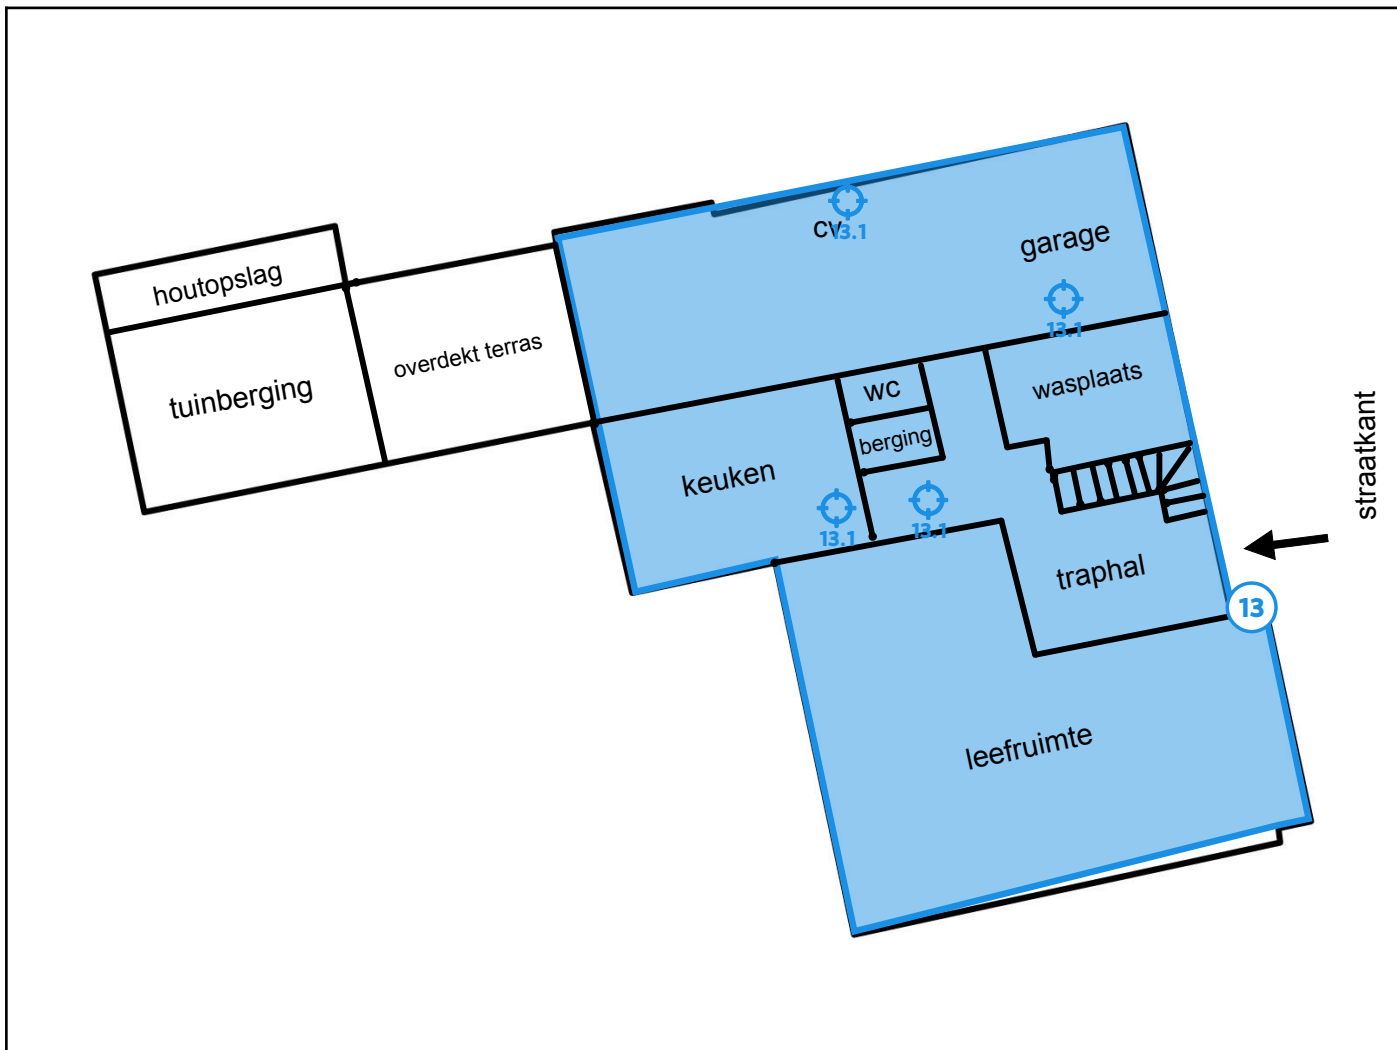 cv
13.1
garage
13.1
houtopslag
overdekt terras
tuinberging
wc
wasplaats
berging
keuken
13.1
13.1
straatkant
traphal
13
leefruimte